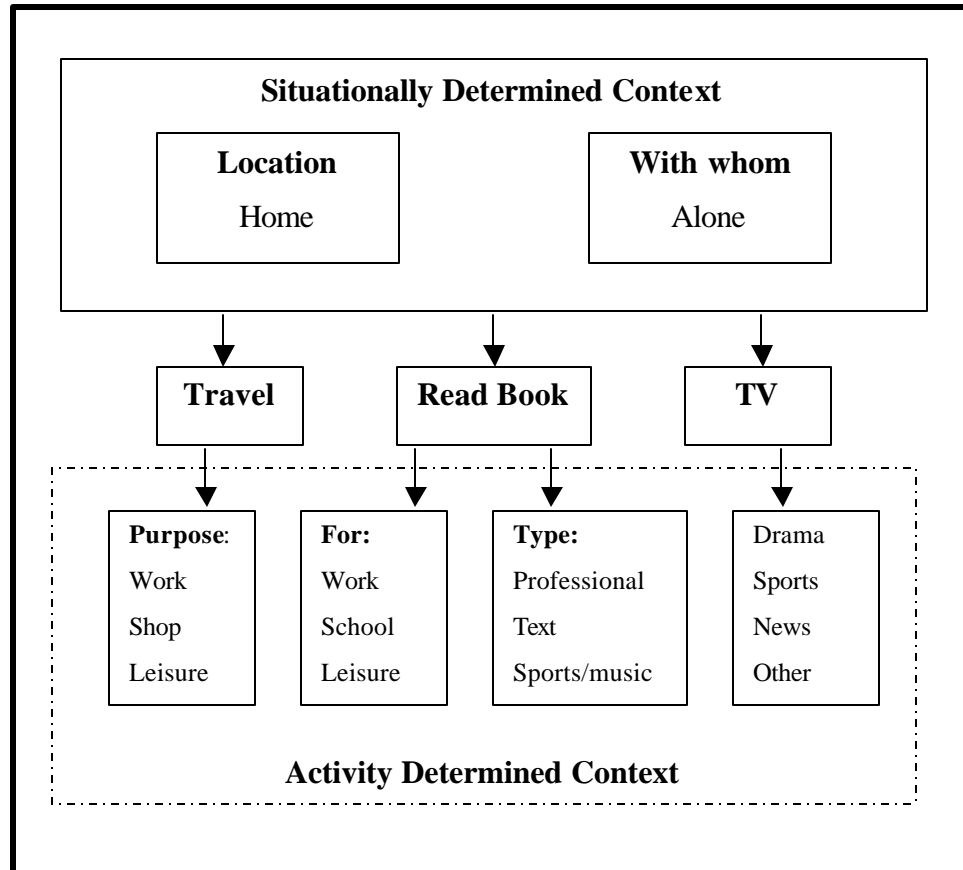 Situationally Determined Context
Location
Home
With whom
Alone
Travel
Read Book
TV
Purpose:
Work
Shop
Leisure
For:
Work
School
Leisure
Type:
Professional
Text
Sports/music
Drama
Sports
News
Other
Activity Determined Context